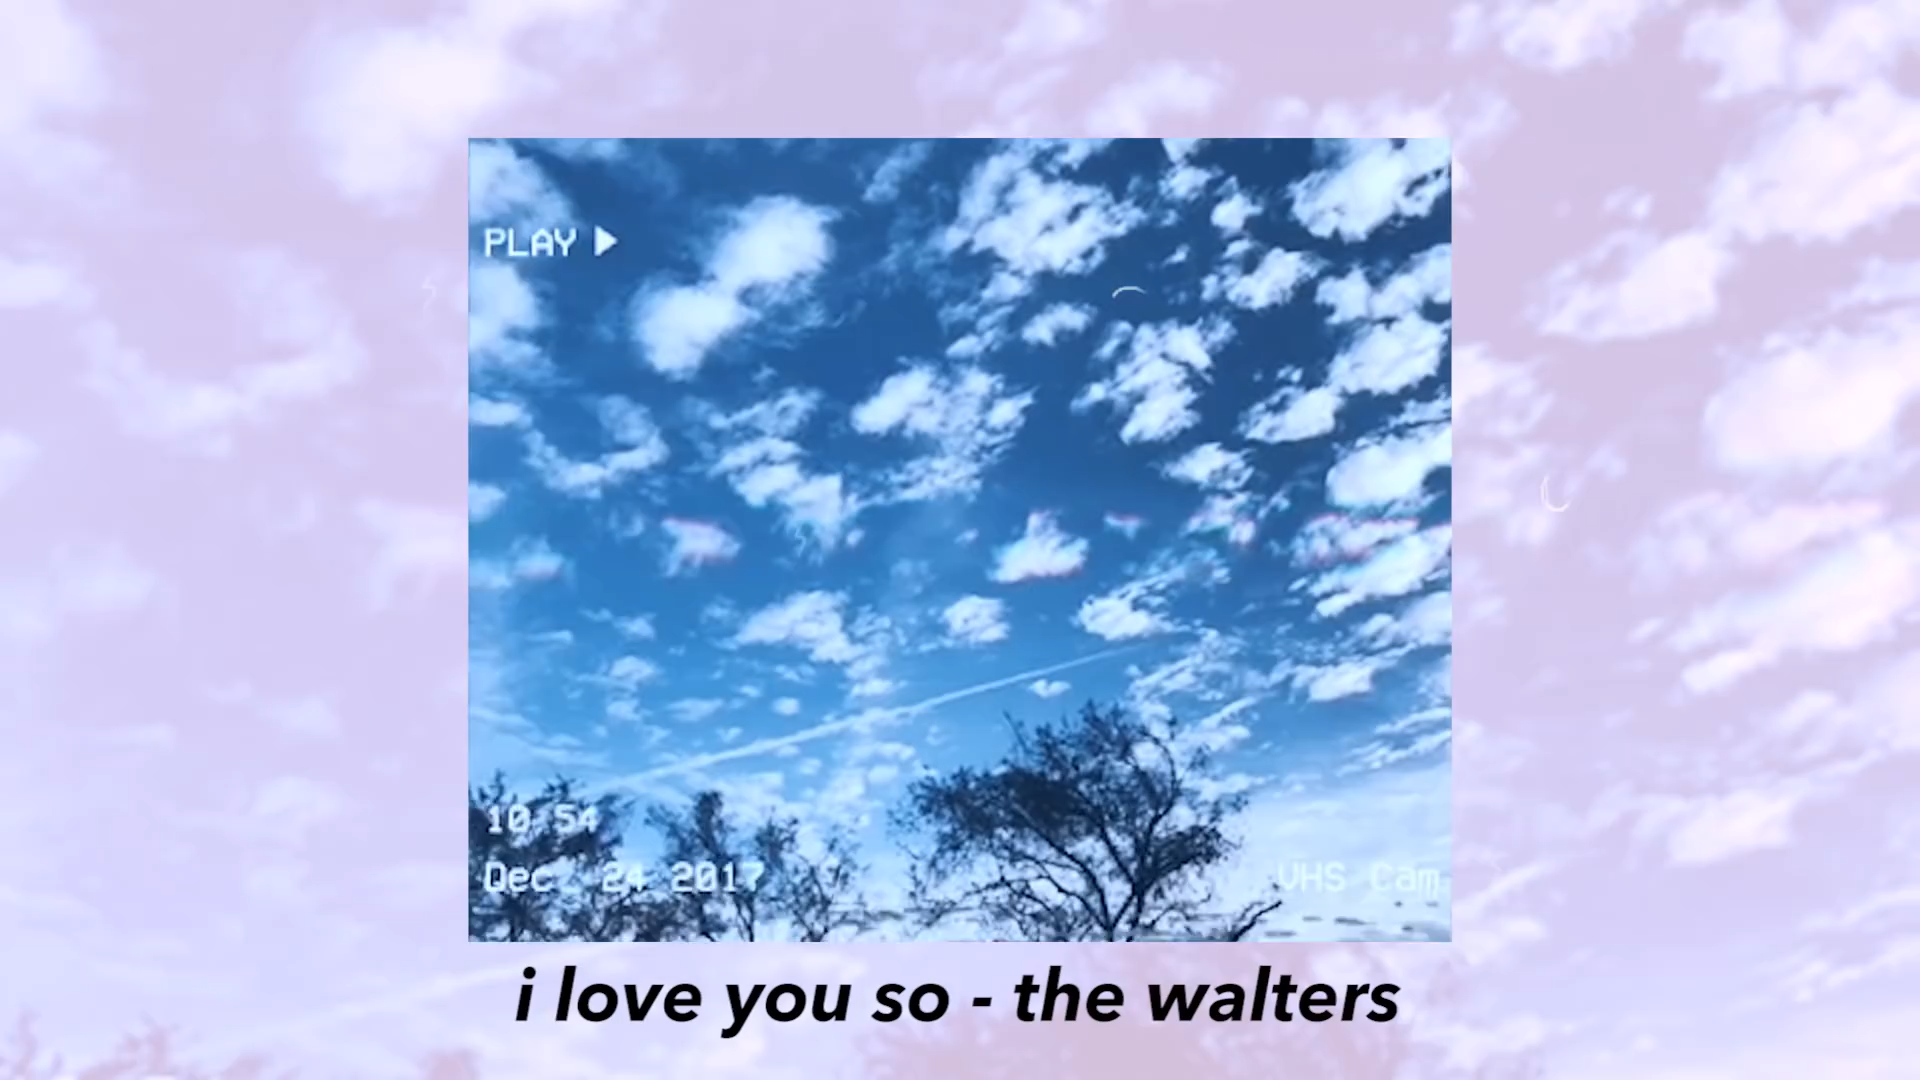 PLAY ▶
10:54
Dec. 24 2017
VHS Cam
i love you so - the walters